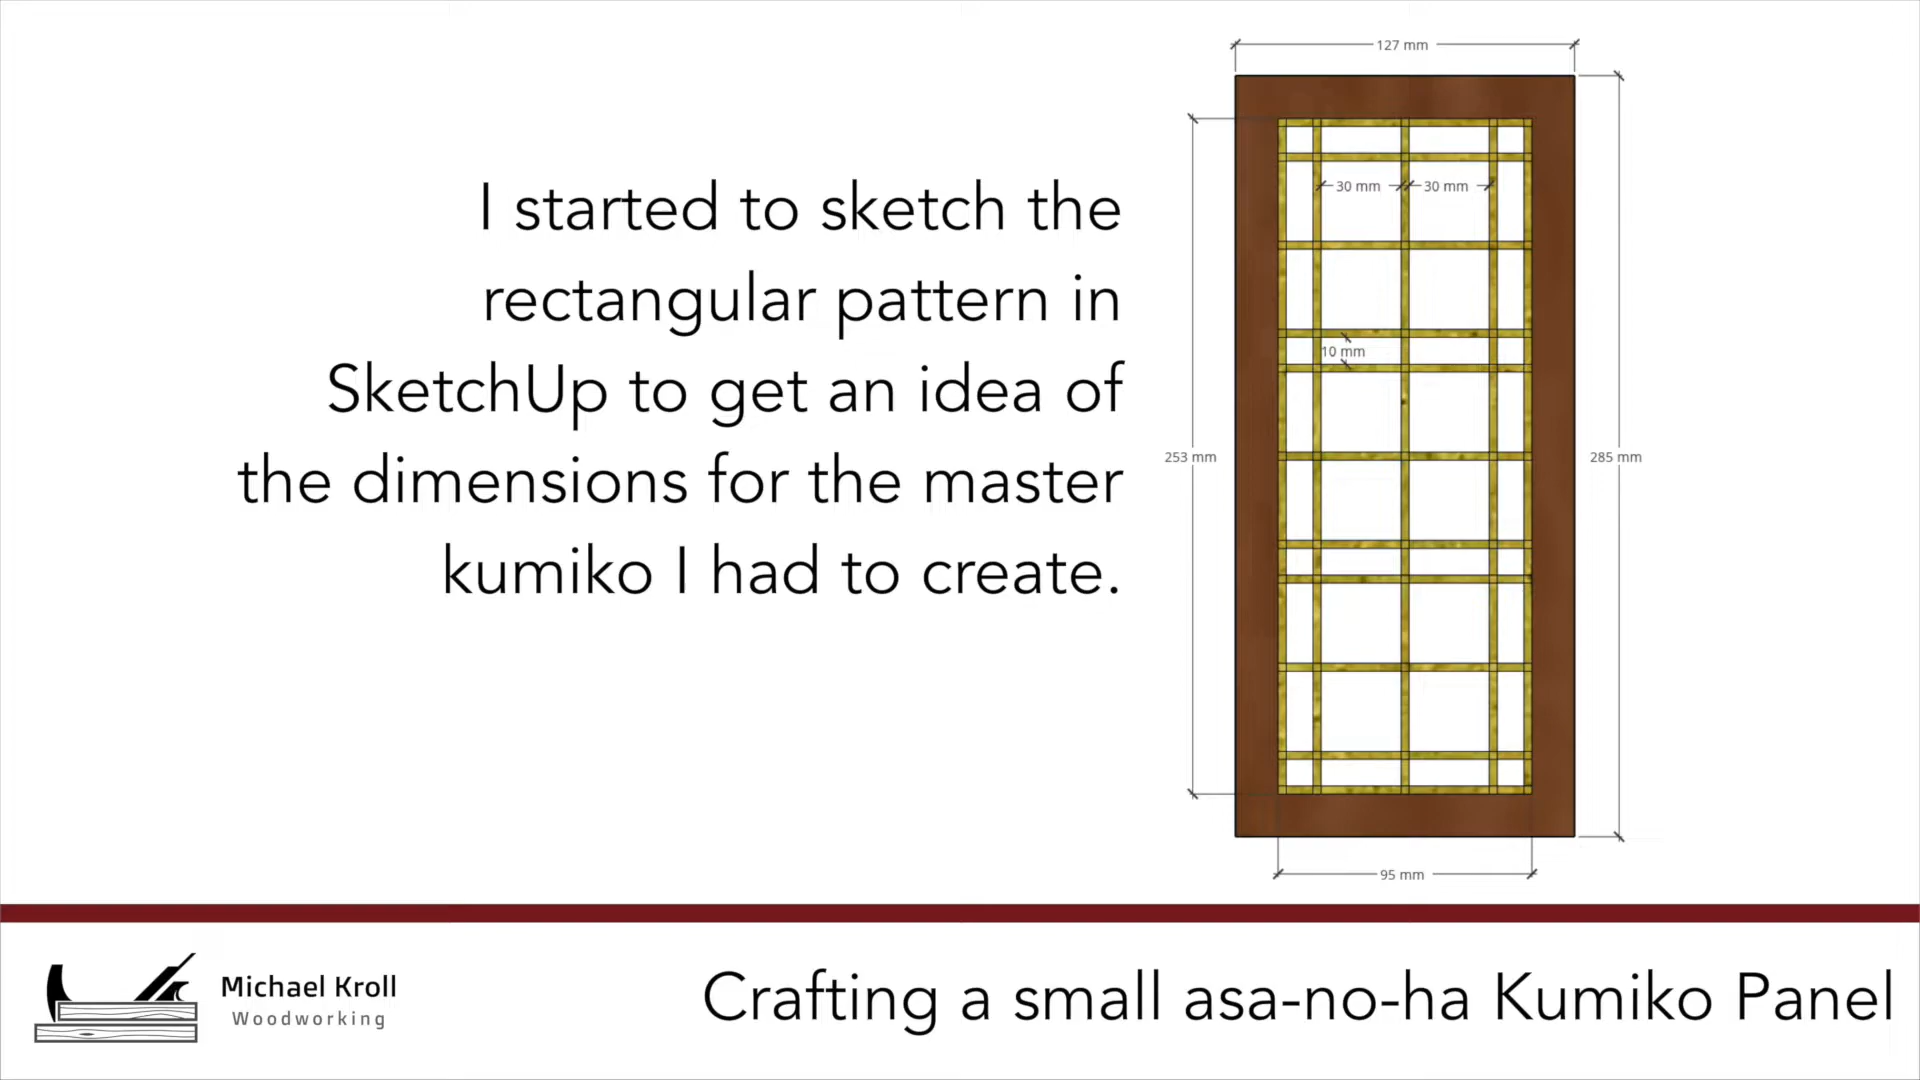 I started to sketch the
rectangular pattern in
SketchUp to get an idea of
the dimensions for the master
kumiko I had to create.
127 mm
30 mm
30 mm
10 mm
253 mm
285 mm
95 mm
Michael Kroll
Woodworking
Crafting a small asa-no-ha Kumiko Panel